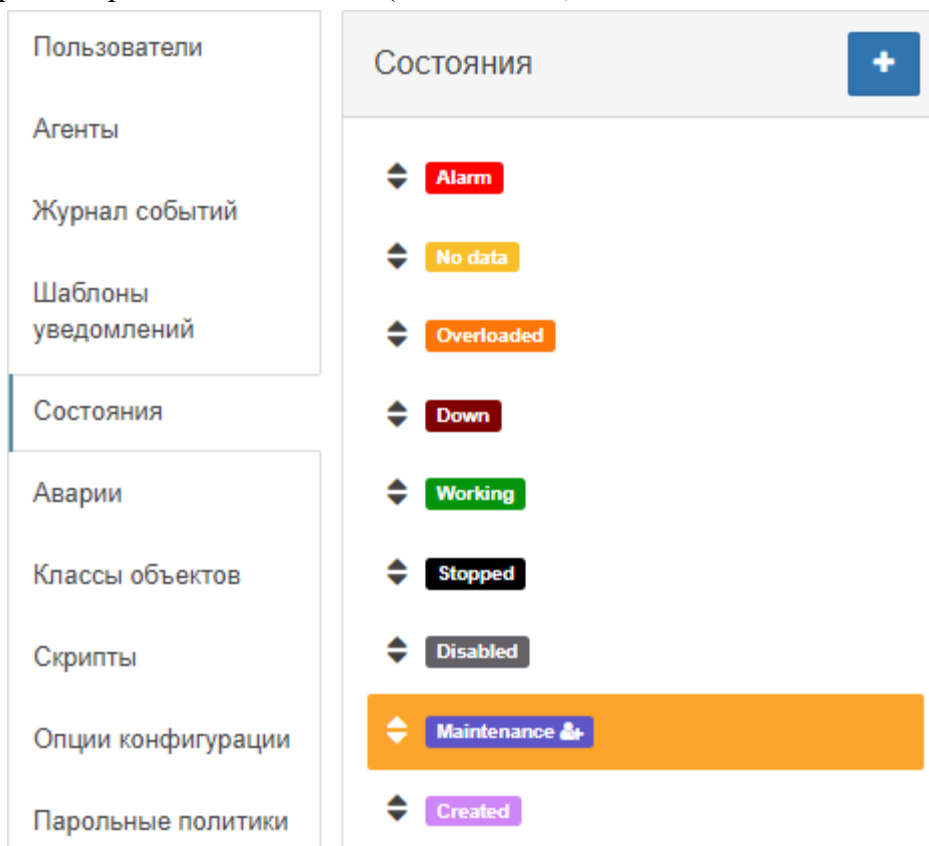 Пользователи
Агенты
Журнал событий
Шаблоны
уведомлений
Состояния
Аварии
Классы объектов
Скрипты
Опции конфигурации
Парольные политики
Состояния
Alarm
No data
Overloaded
Down
Working
Stopped
Disabled
Maintenance
Created